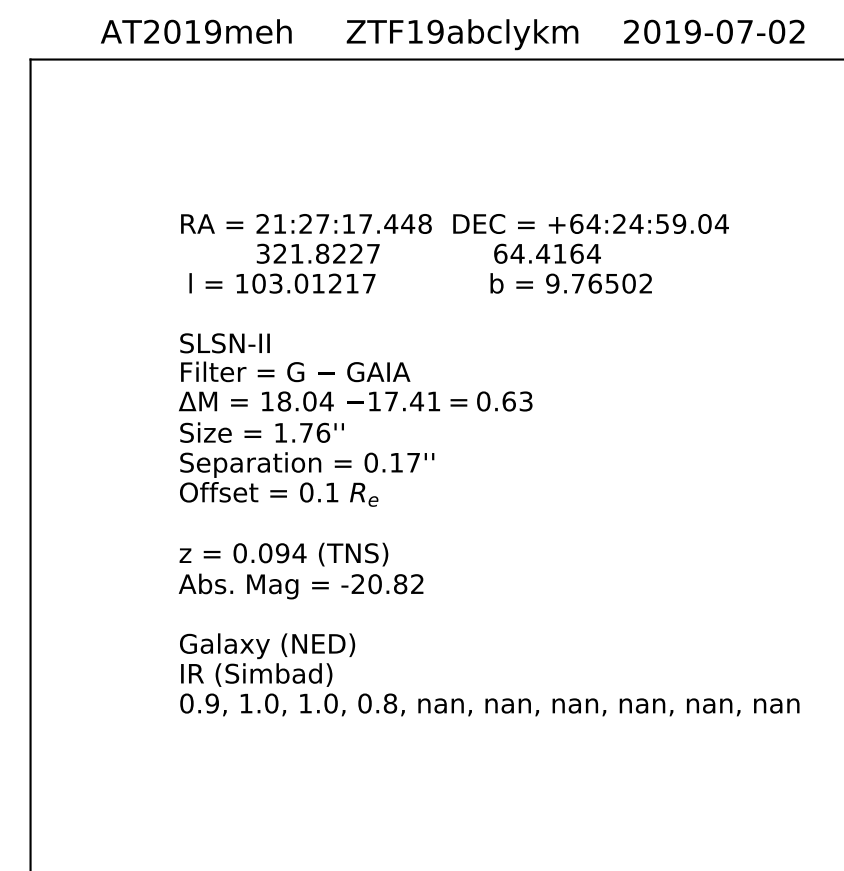 AT2019meh ZTF19abclykm 2019-07-02
RA = 21:27:17.448 DEC = +64:24:59.04
321.8227 64.4164
l = 103.01217 b = 9.76502
SLSN-II
Filter = G − GAIA
ΔM = 18.04 −17.41 = 0.63
Size = 1.76''
Separation = 0.17''
Offset = 0.1 Re
z = 0.094 (TNS)
Abs. Mag = -20.82
Galaxy (NED)
IR (Simbad)
0.9, 1.0, 1.0, 0.8, nan, nan, nan, nan, nan, nan